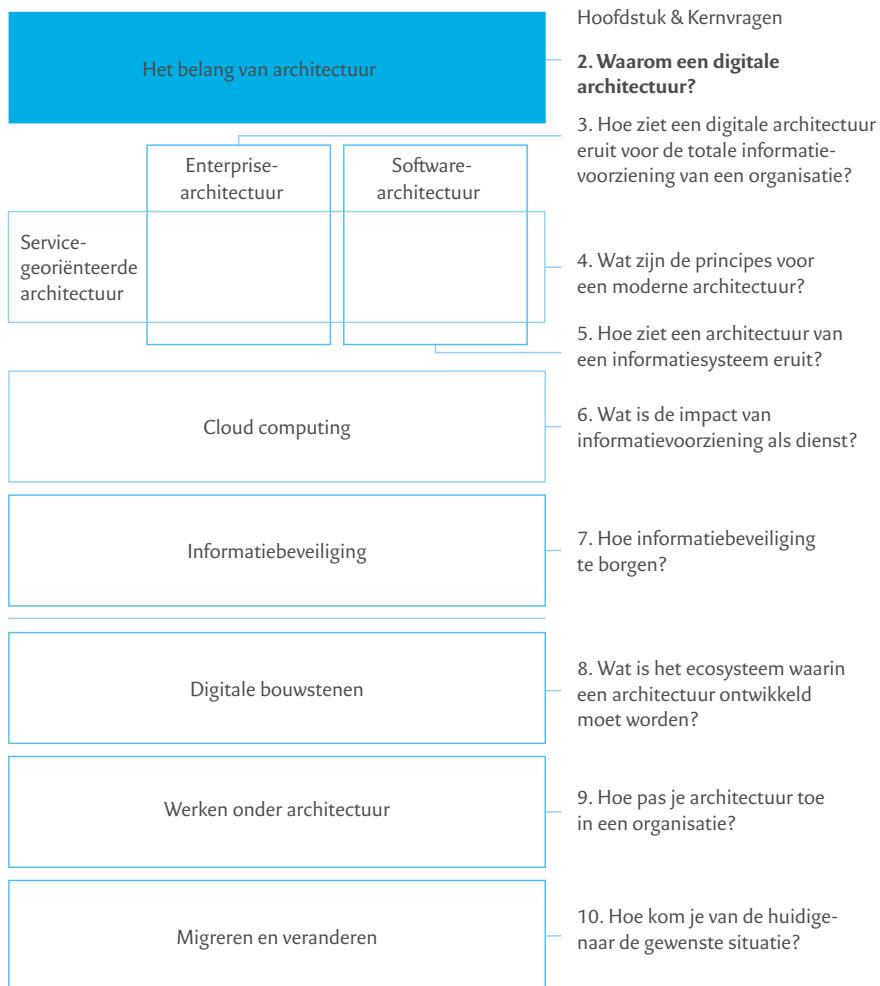 Hoofdstuk & Kernvragen
Het belang van architectuur
2. Waarom een digitale
architectuur?
3. Hoe ziet een digitale architectuur
eruit voor de totale informatie-
voorziening van een organisatie?
Enterprise-
architectuur
Software-
architectuur
Service-
georiënteerde
architectuur
4. Wat zijn de principes voor
een moderne architectuur?
5. Hoe ziet een architectuur van
een informatiesysteem eruit?
Cloud computing
6. Wat is de impact van
informatievoorziening als dienst?
Informatiebeveiliging
7. Hoe informatiebeveiliging
te borgen?
Digitale bouwstenen
8. Wat is het ecosysteem waarin
een architectuur ontwikkeld
moet worden?
Werken onder architectuur
9. Hoe pas je architectuur toe
in een organisatie?
Migreren en veranderen
10. Hoe kom je van de huidige-
naar de gewenste situatie?